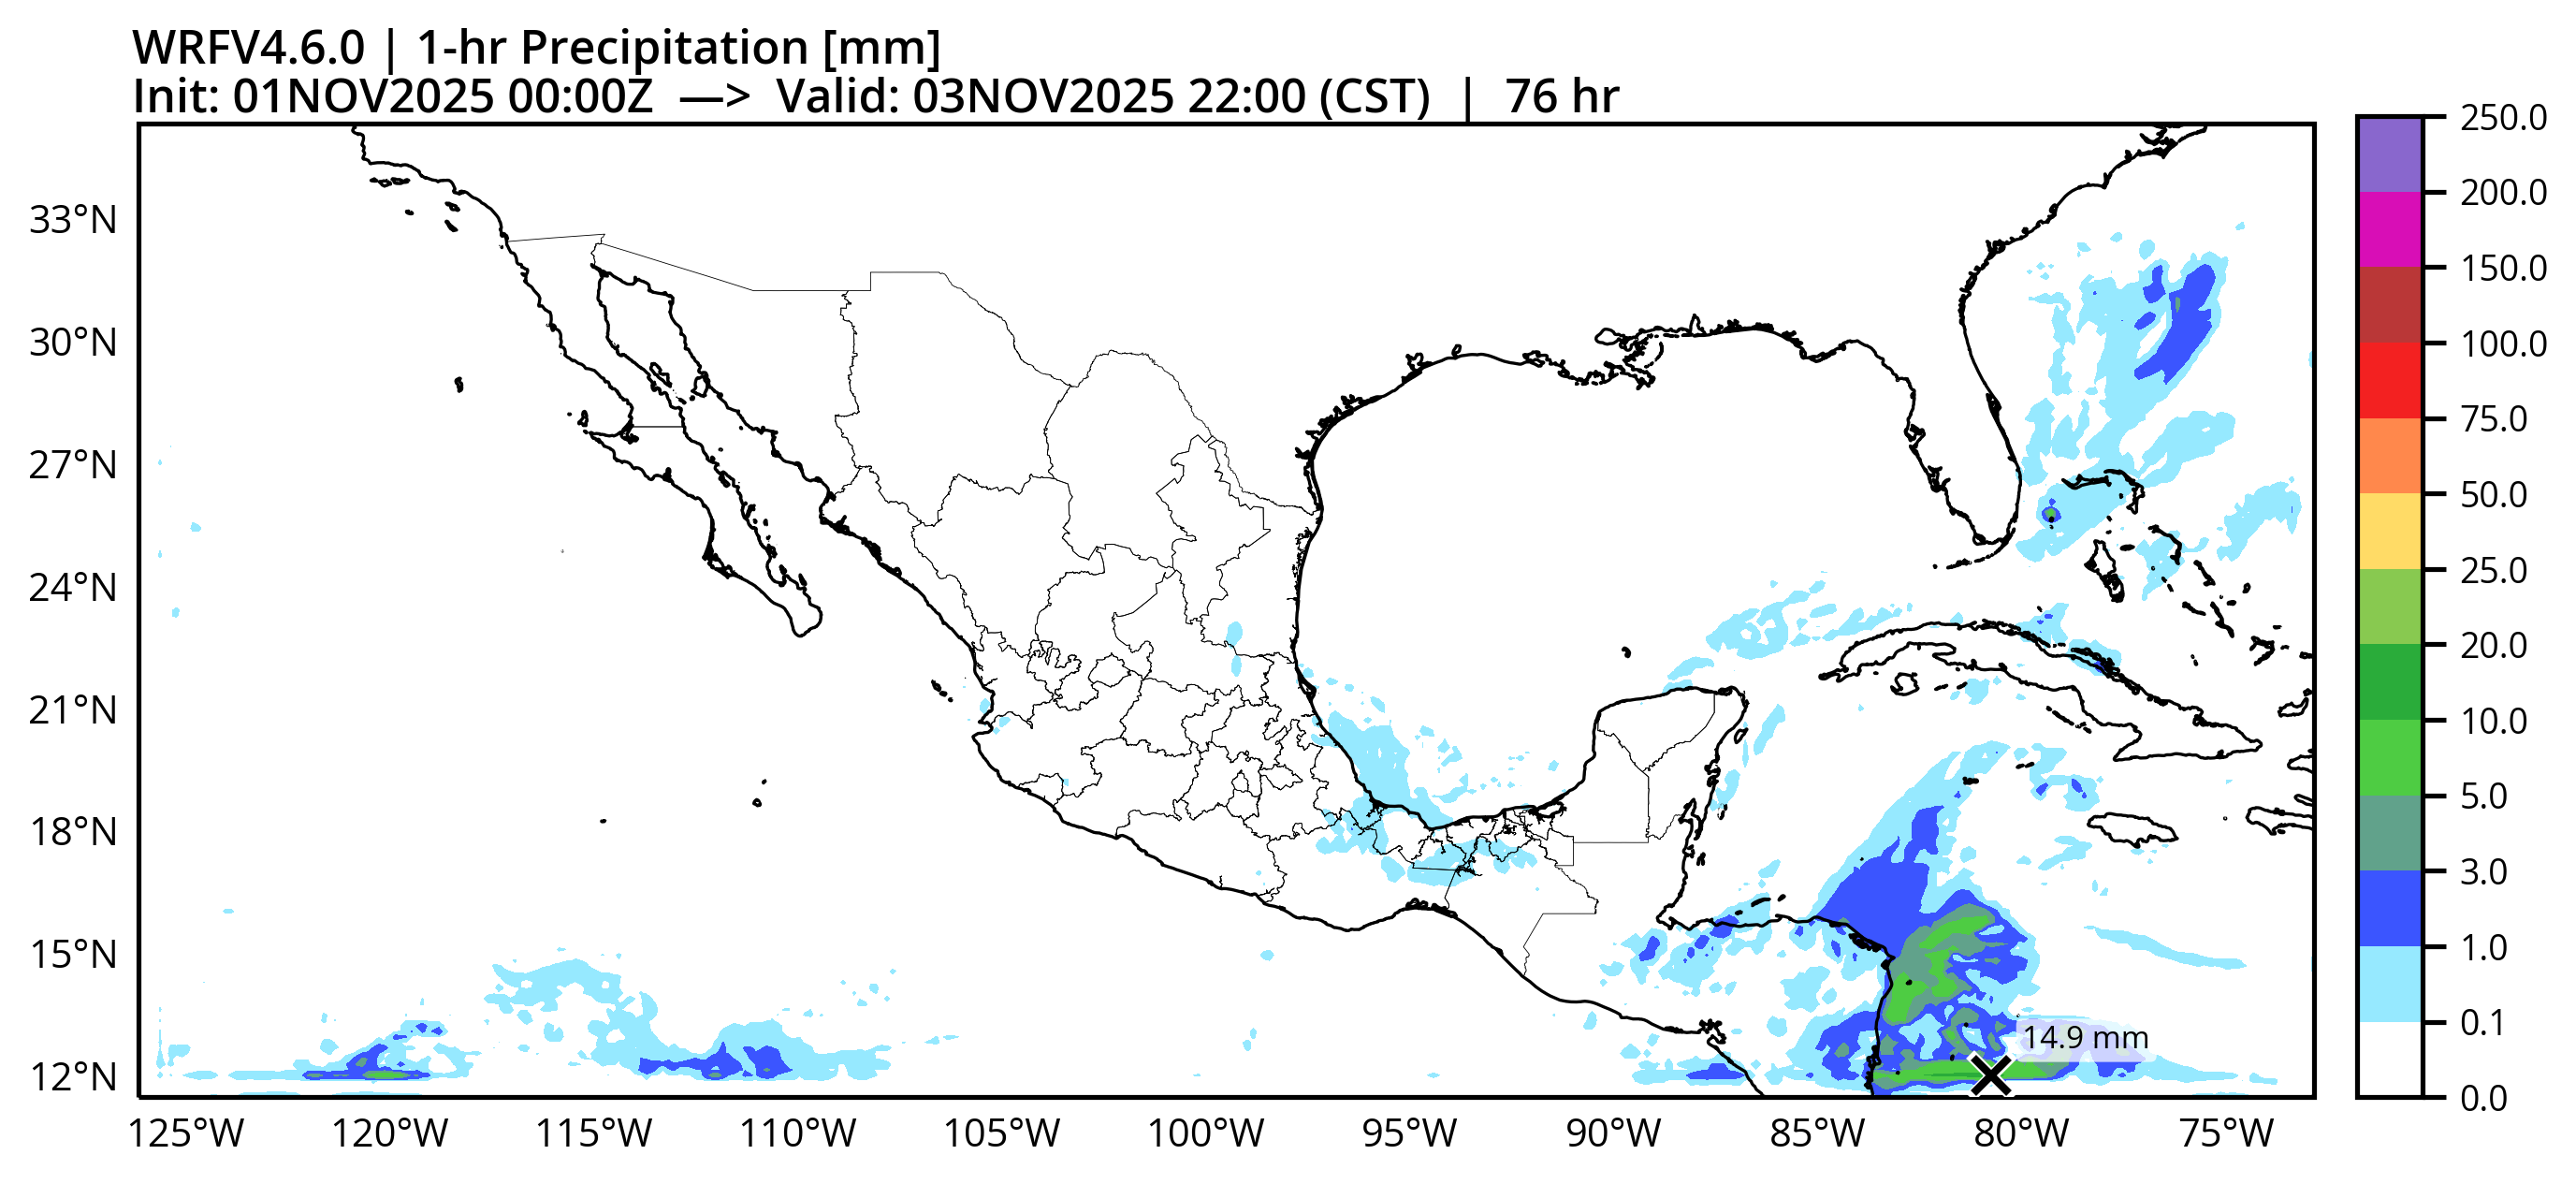 WRFV4.6.0 | 1-hr Precipitation [mm]
Init: 01NOV2025 00:00Z —> Valid: 03NOV2025 22:00 (CST) | 76 hr
33°N
30°N
27°N
24°N
21°N
18°N
15°N
12°N
125°W
120°W
115°W
110°W
105°W
100°W
95°W
90°W
85°W
80°W
75°W
14.9 mm
250.0
200.0
150.0
100.0
75.0
50.0
25.0
20.0
10.0
5.0
3.0
1.0
0.1
0.0